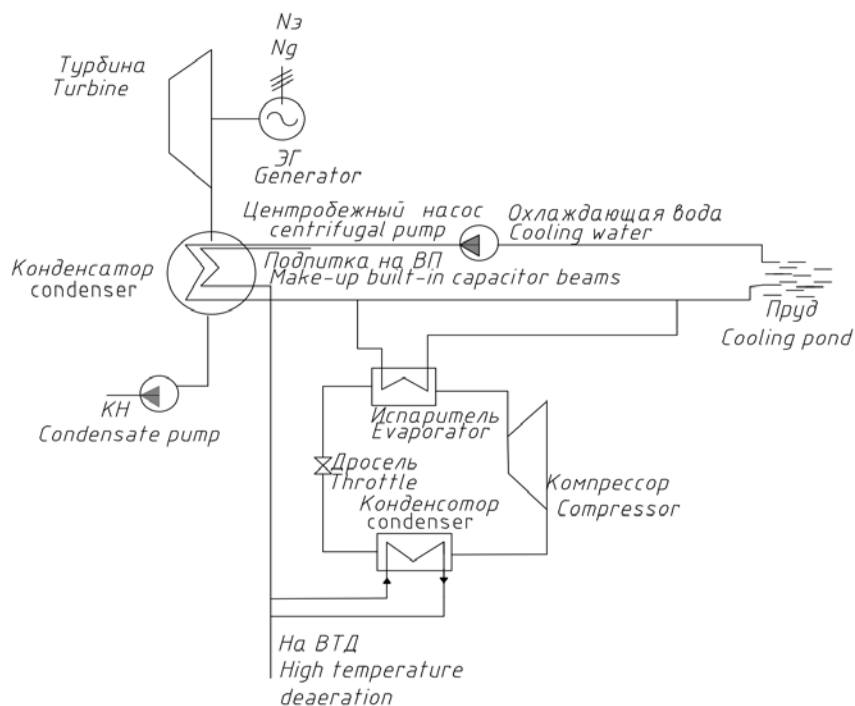 Nэ
Ng
Турбина
Turbine
ЭГ
Generator
Центробежный насос
centrifugal pump
Охлаждающая вода
Cooling water
Конденсатор
condenser
Подпитка на ВП
Make-up built-in capacitor beams
Пруд
Cooling pond
КН
Condensate pump
Испаритель
Evaporator
Дросель
Throttle
Компрессор
Compressor
Конденсотор
condenser
На ВТД
High temperature
deaeration